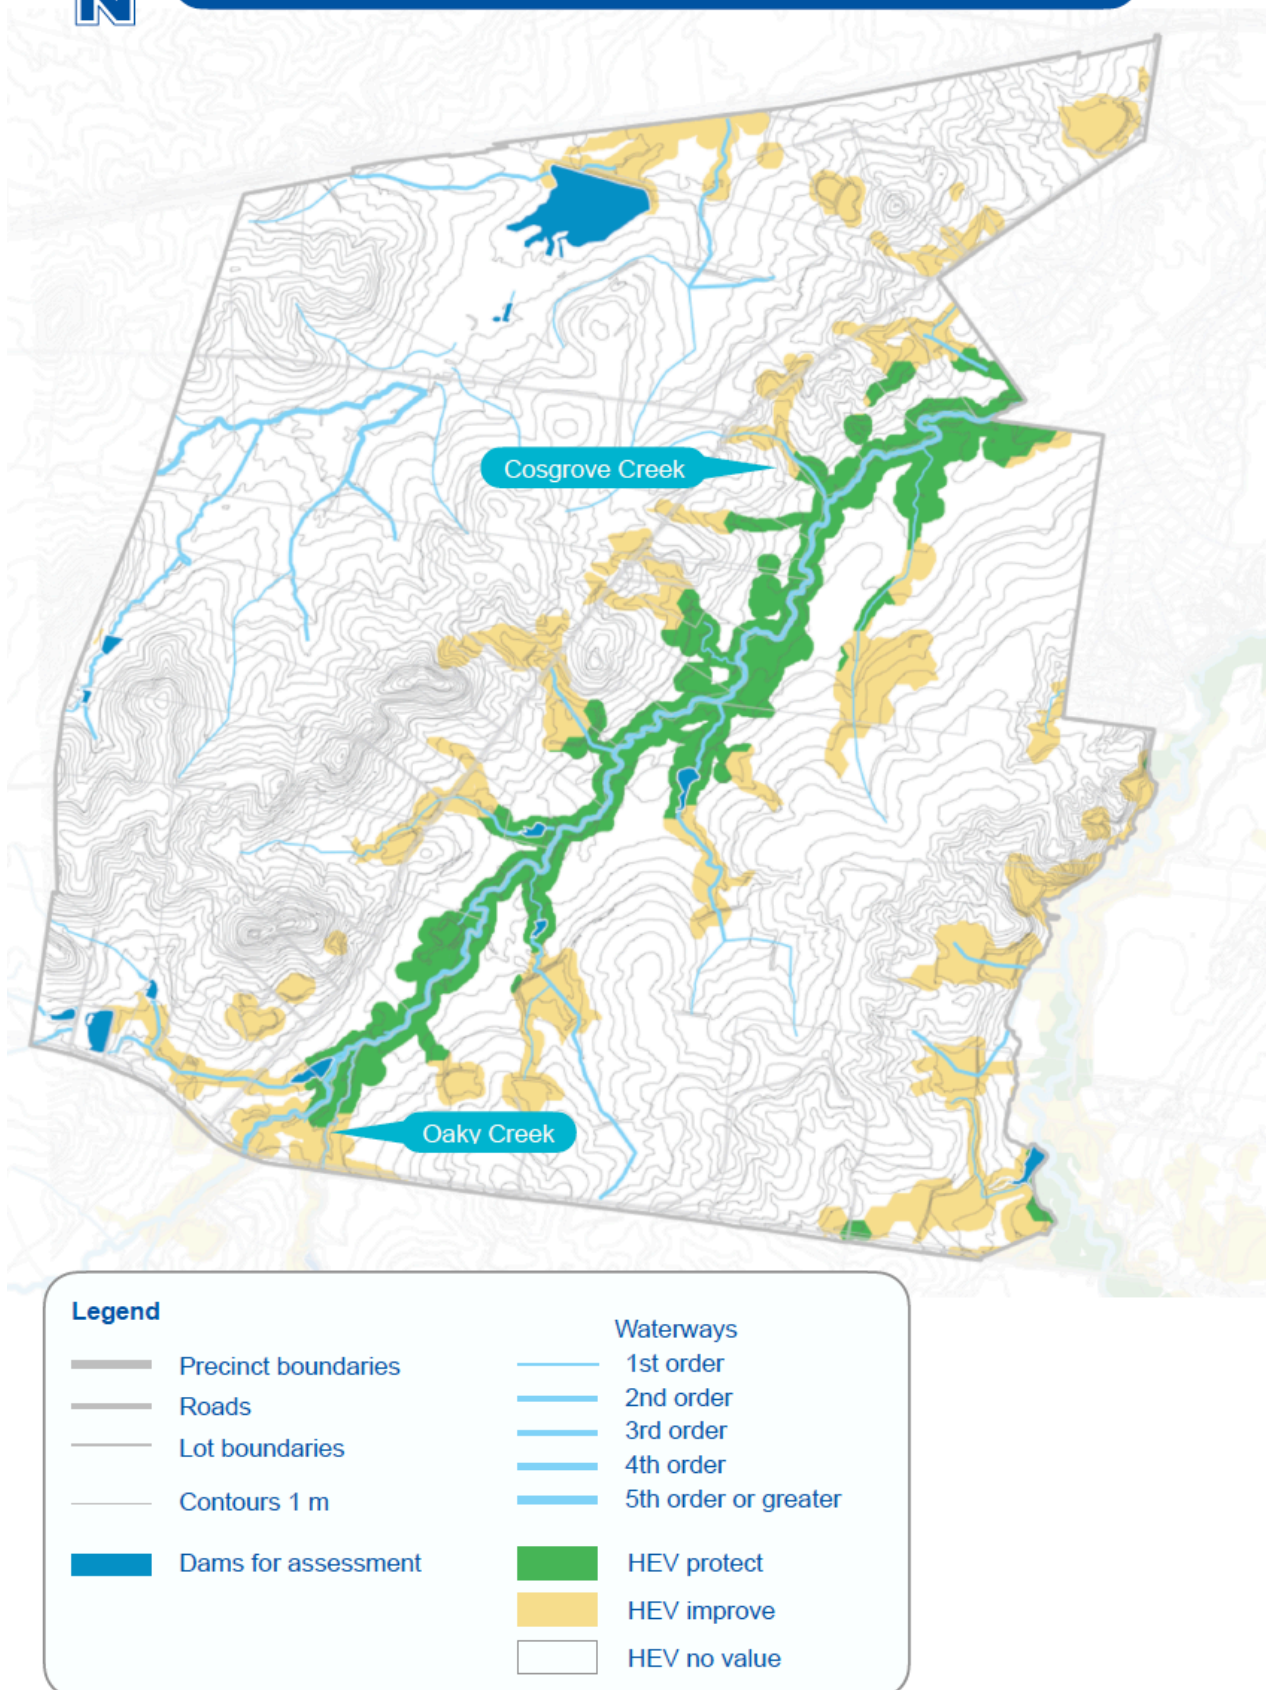 N
Cosgrove Creek
Oaky Creek
Legend
Precinct boundaries
Roads
Lot boundaries
Contours 1 m
Dams for assessment
Waterways
1st order
2nd order
3rd order
4th order
5th order or greater
HEV protect
HEV improve
HEV no value